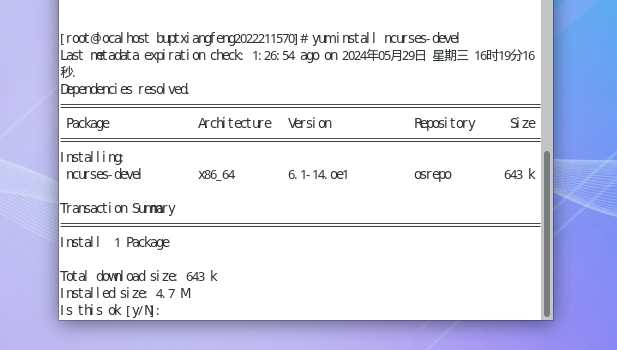 [root@localhost buptxiangfeng2022211570]# yum install ncurses-devel
Last metadata expiration check: 1:26:54 ago on 2024年05月29日 星期三 16时19分16
秒.
Dependencies resolved.
Package Architecture Version Repository Size
Installing:
ncurses-devel x86_64 6.1-14.oe1 osrepo 643 k
Transaction Summary
Install 1 Package
Total download size: 643 k
Installed size: 4.7 M
Is this ok [y/N]: